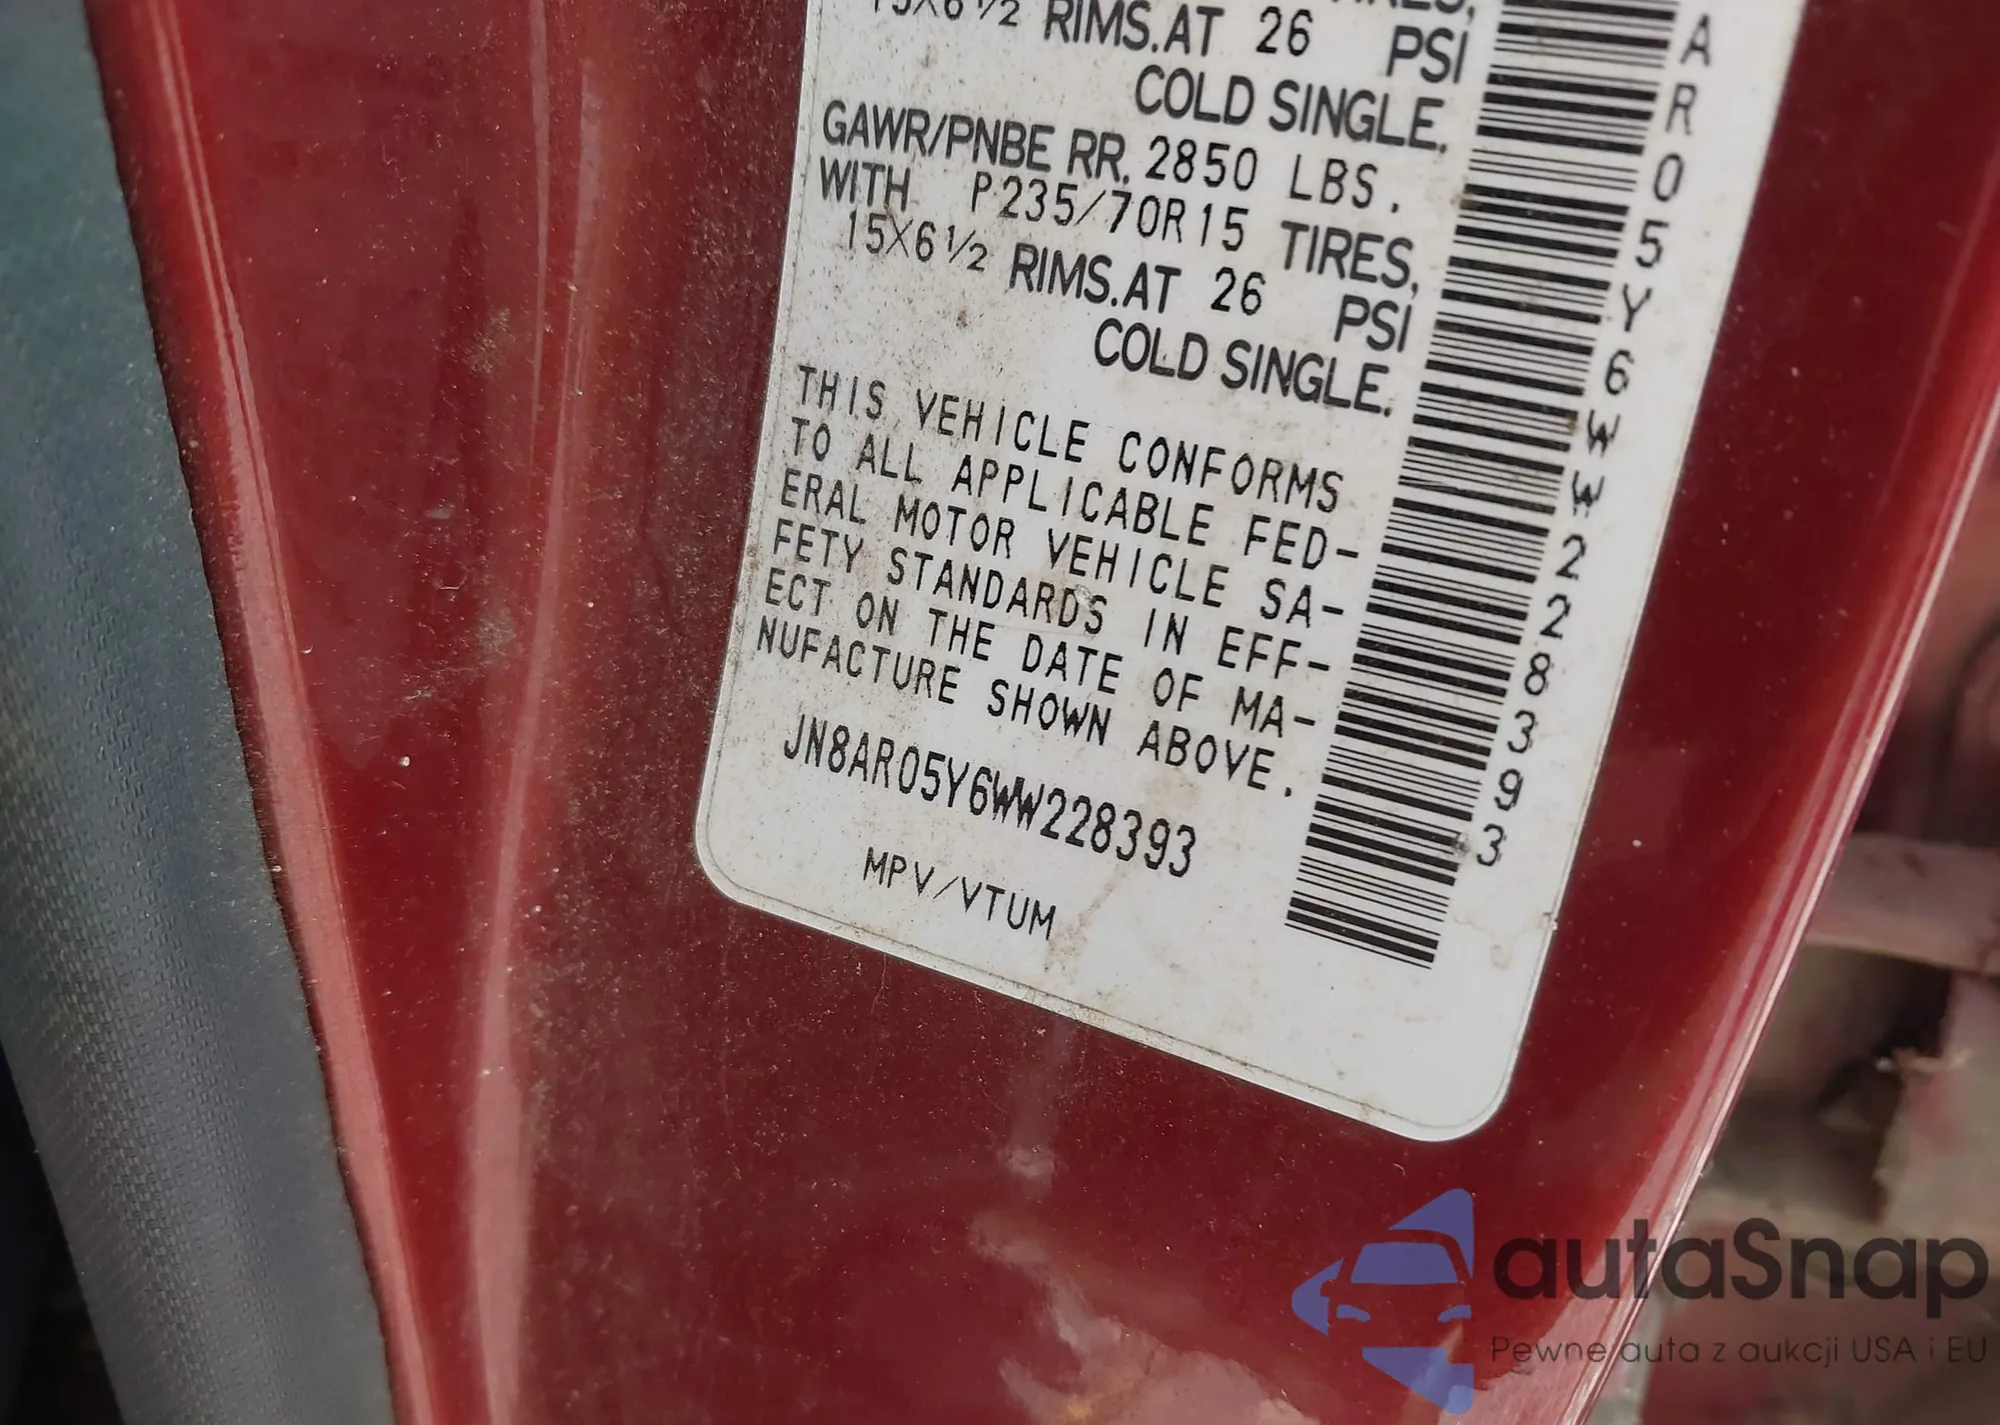 15X6½ RIMS.AT 26 PSI
COLD SINGLE.
GAWR/PNBE RR. 2850 LBS.
WITH P235/70R15 TIRES,
15X6½ RIMS.AT 26 PSI
COLD SINGLE.
THIS VEHICLE CONFORMS
TO ALL APPLICABLE FED-
ERAL MOTOR VEHICLE SA-
FETY STANDARDS IN EFF-
ECT ON THE DATE OF MA-
NUFACTURE SHOWN ABOVE.
JN8AR05Y6WW228393
MPV/VTUM
AR05Y6WW228393
autaSnap
Pewne auta z aukcji USA i EU